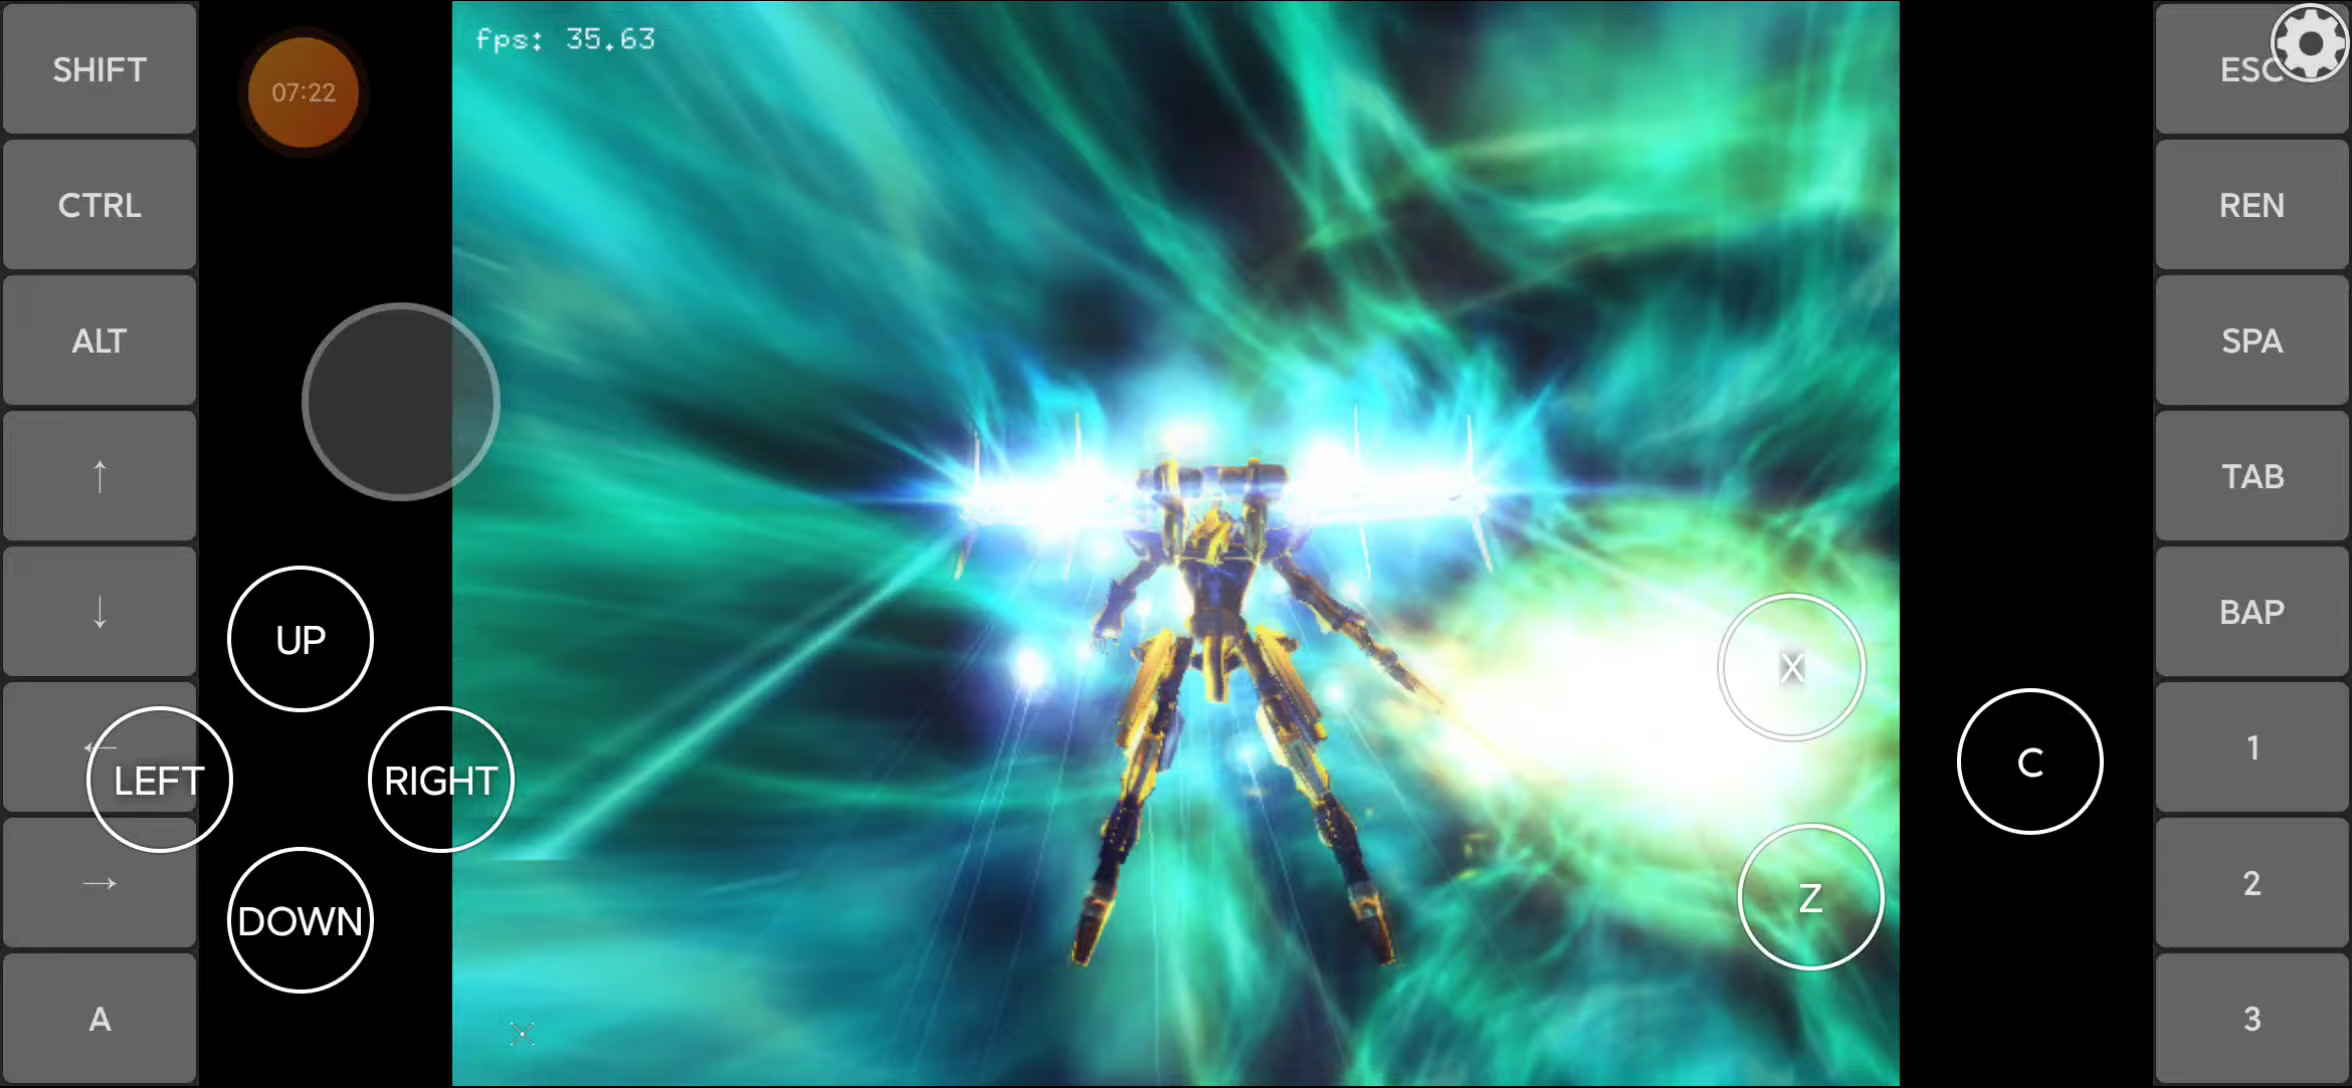 SHIFT
CTRL
ALT
↑
↓
←
→
A
07:22
UP
LEFT
RIGHT
DOWN
fps: 35.63
X
Z
C
ESC
REN
SPA
TAB
BAP
1
2
3